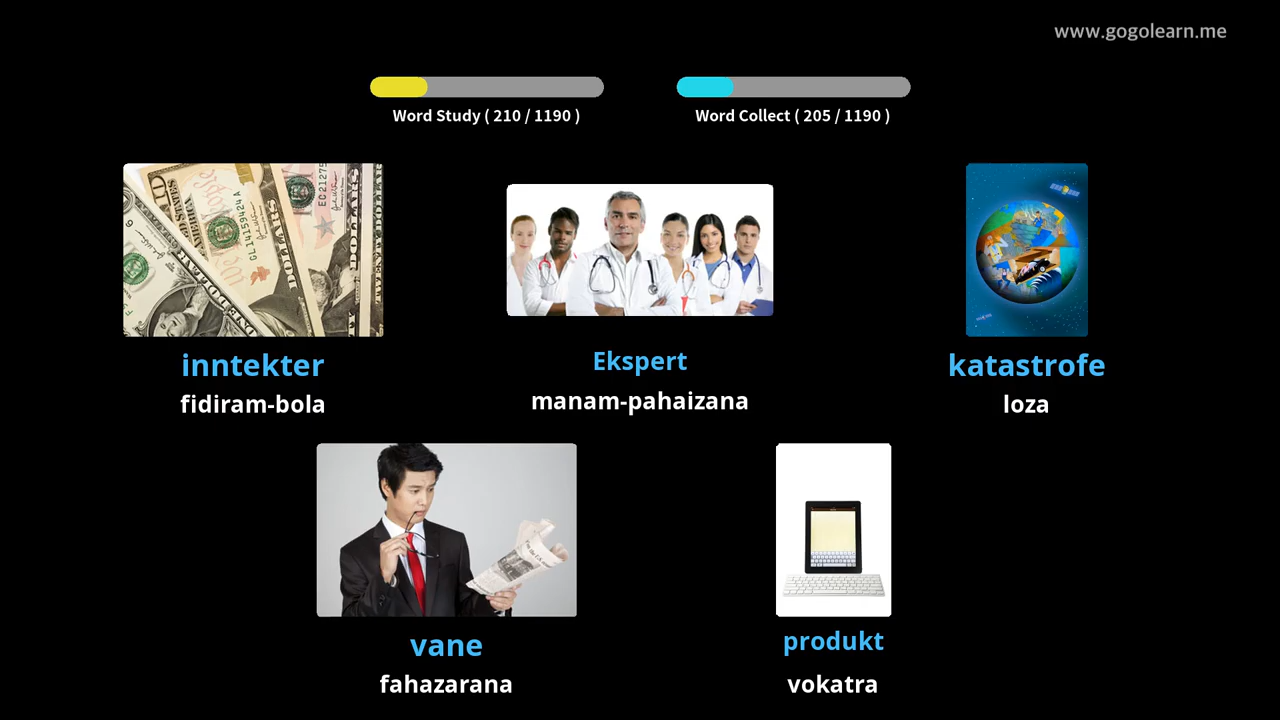 www.gogolearn.me
Word Study ( 210 / 1190 )
Word Collect ( 205 / 1190 )
inntekter
fidiram-bola
Ekspert
manam-pahaizana
katastrofe
loza
vane
fahazarana
produkt
vokatra